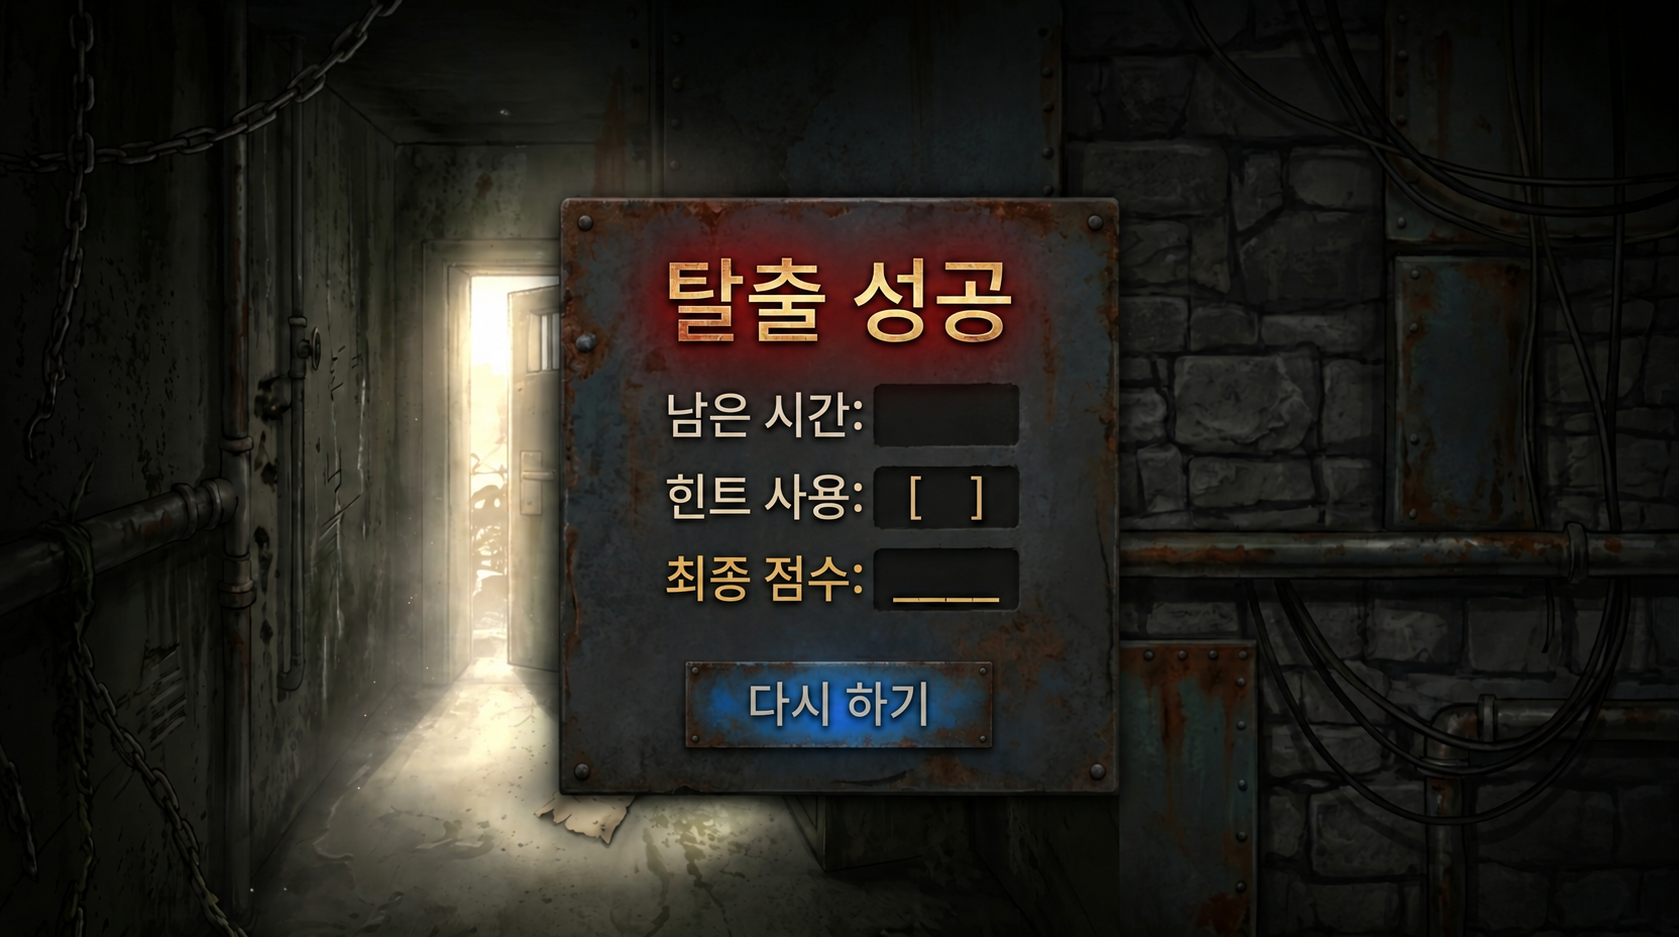 탈출 성공
남은 시간:
힌트 사용: [ ]
최종 점수: ____
다시 하기